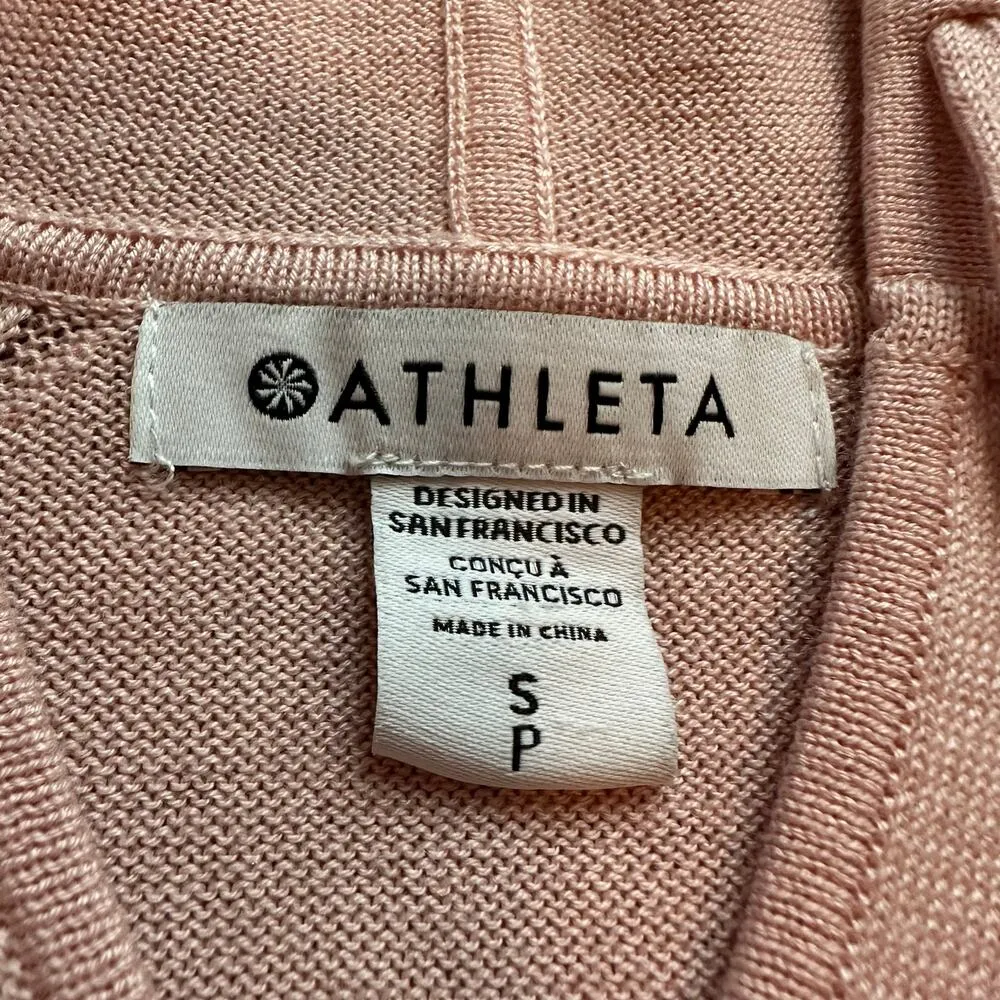 ATHLETA
DESIGNED IN
SAN FRANCISCO
CONÇU À
SAN FRANCISCO
MADE IN CHINA
S
P